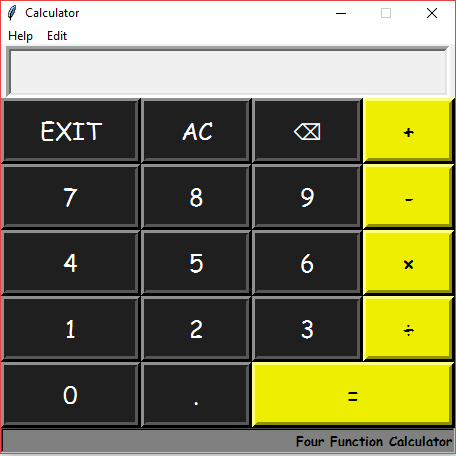 Calculator
Help Edit
EXIT AC ⌫ +
7 8 9 -
4 5 6 ×
1 2 3 ÷
0 . =
Four Function Calculator